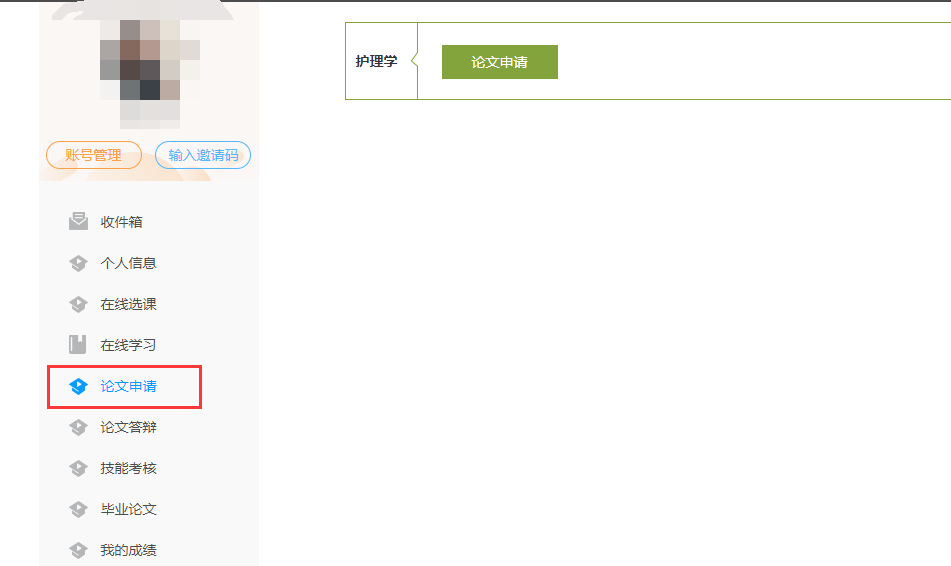 账号管理 输入邀请码
收件箱
个人信息
在线选课
在线学习
论文申请
论文答辩
技能考核
毕业论文
我的成绩
护理学 论文申请